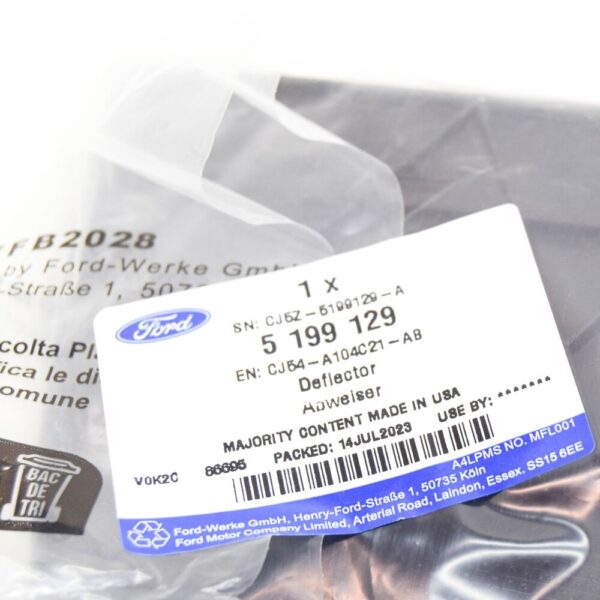 FB2028
by Ford-Werke GmbH
-Straße 1, 507
colta Pla
fica le di
omune
BAC
DE
TRI
Ford
1 x
SN: CJ5Z-5199129-A
5 199 129
EN: CJ54-A104C21-AB
Deflector
Abweiser
MAJORITY CONTENT MADE IN USA
V0K2C 86695 PACKED: 14JUL2023 USE BY: *******
A4LPMS NO. MFL001
Ford-Werke GmbH, Henry-Ford-Straße 1, 50735 Köln
Ford Motor Company Limited, Arterial Road, Laindon, Essex. SS15 6EE